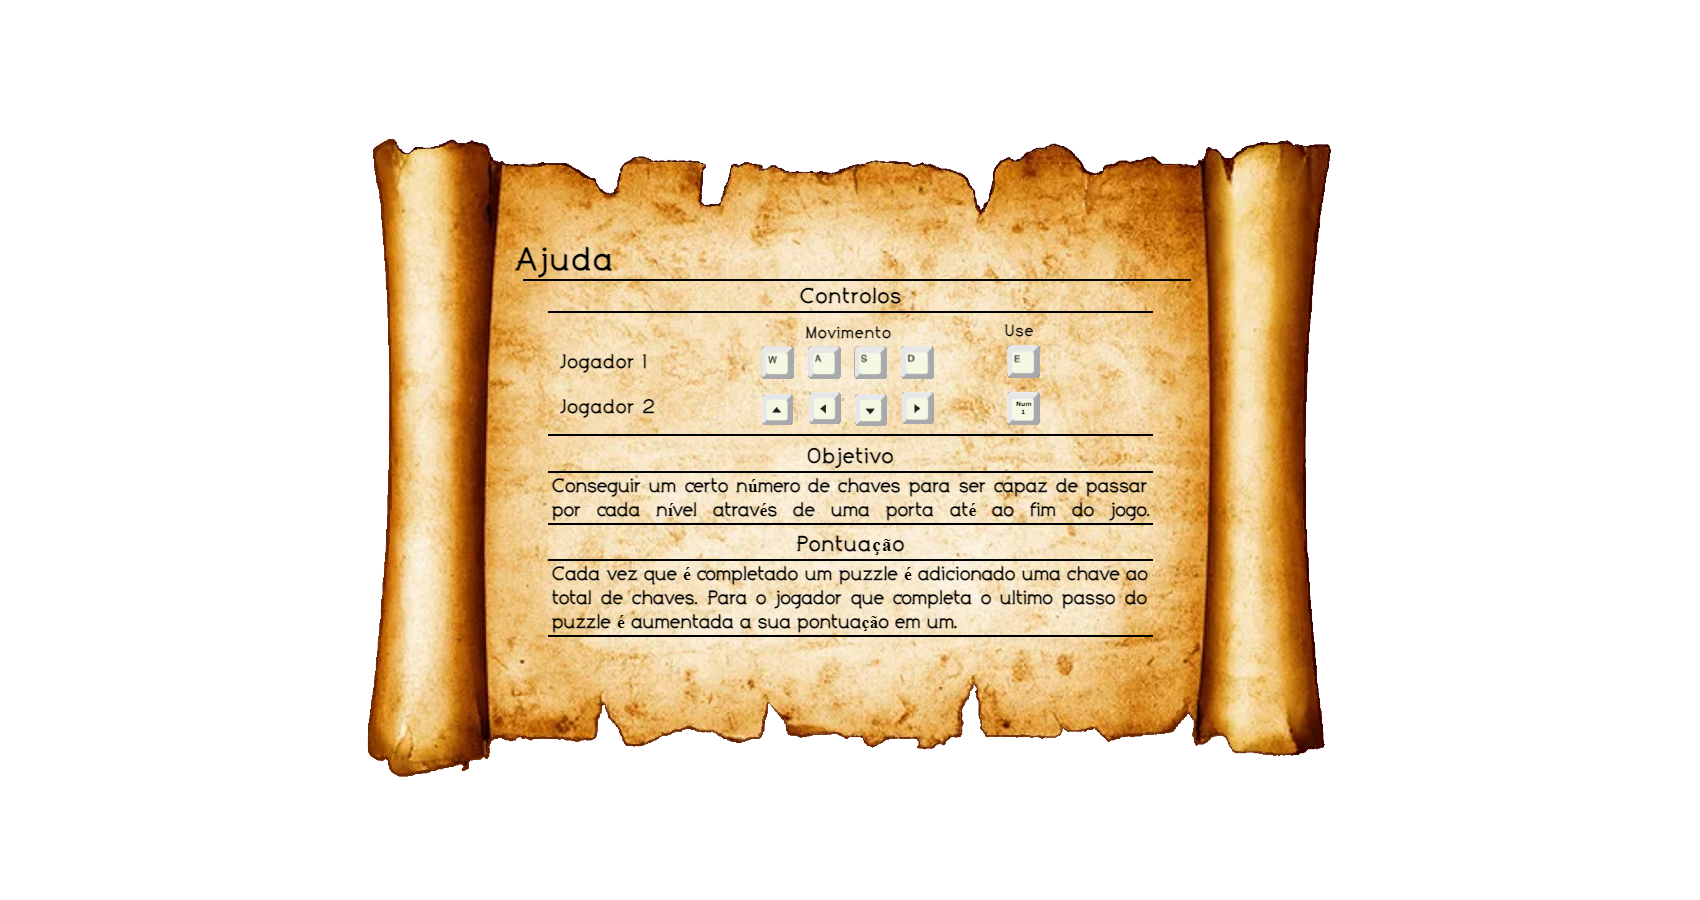 Ajuda
Controlos
Movimento Use
Jogador 1 W A S D E
Jogador 2 ▲ ◀ ▼ ▶ Num 1
Objetivo
Conseguir um certo número de chaves para ser capaz de passar
por cada nível através de uma porta até ao fim do jogo.
Pontuação
Cada vez que é completado um puzzle é adicionado uma chave ao
total de chaves. Para o jogador que completa o ultimo passo do
puzzle é aumentada a sua pontuação em um.